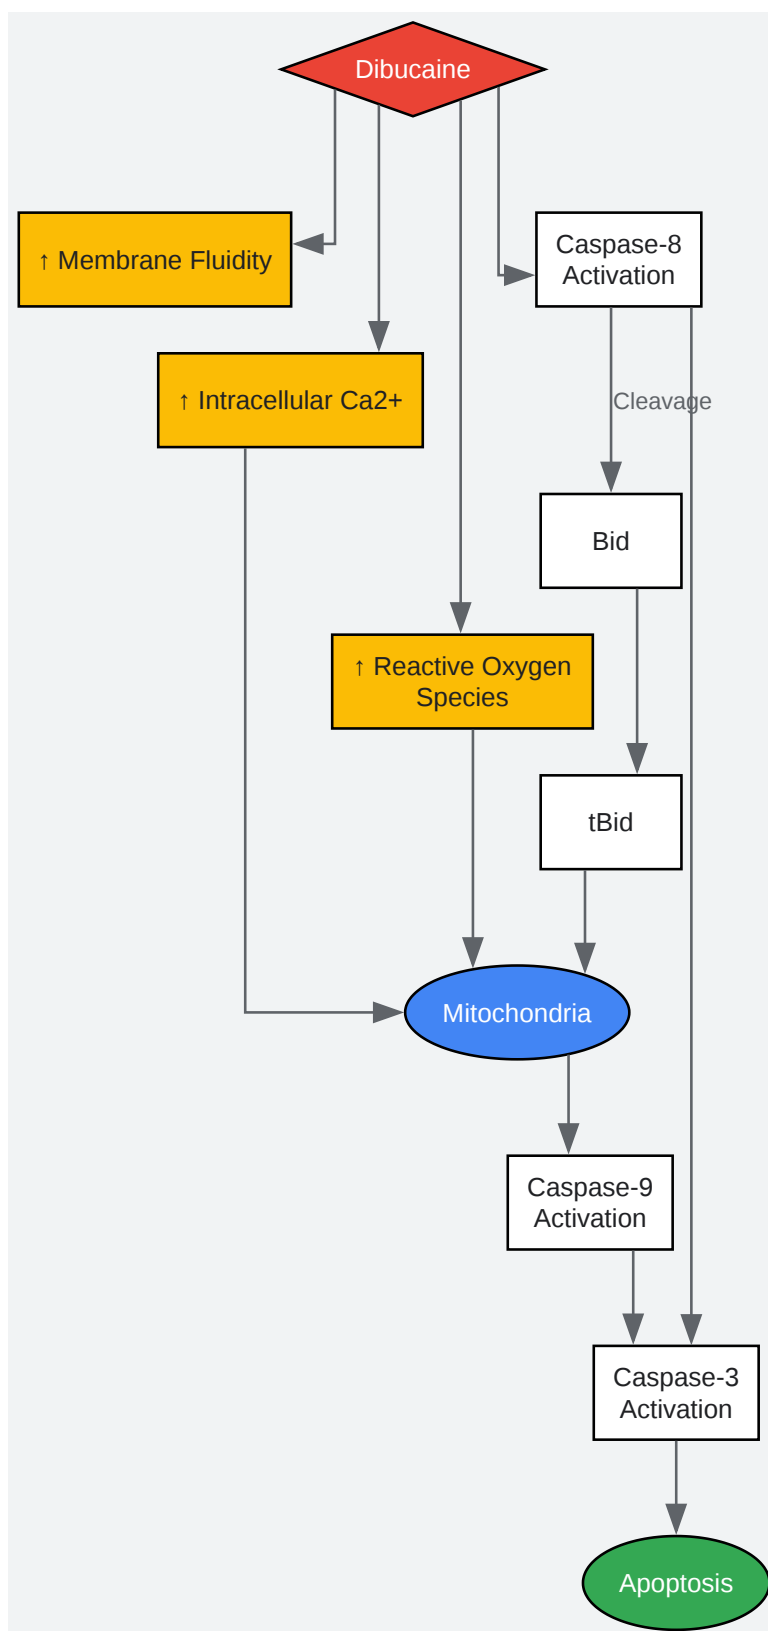 Dibucaine
↑ Membrane Fluidity
Caspase-8
Activation
↑ Intracellular Ca2+
Cleavage
Bid
↑ Reactive Oxygen
Species
tBid
Mitochondria
Caspase-9
Activation
Caspase-3
Activation
Apoptosis